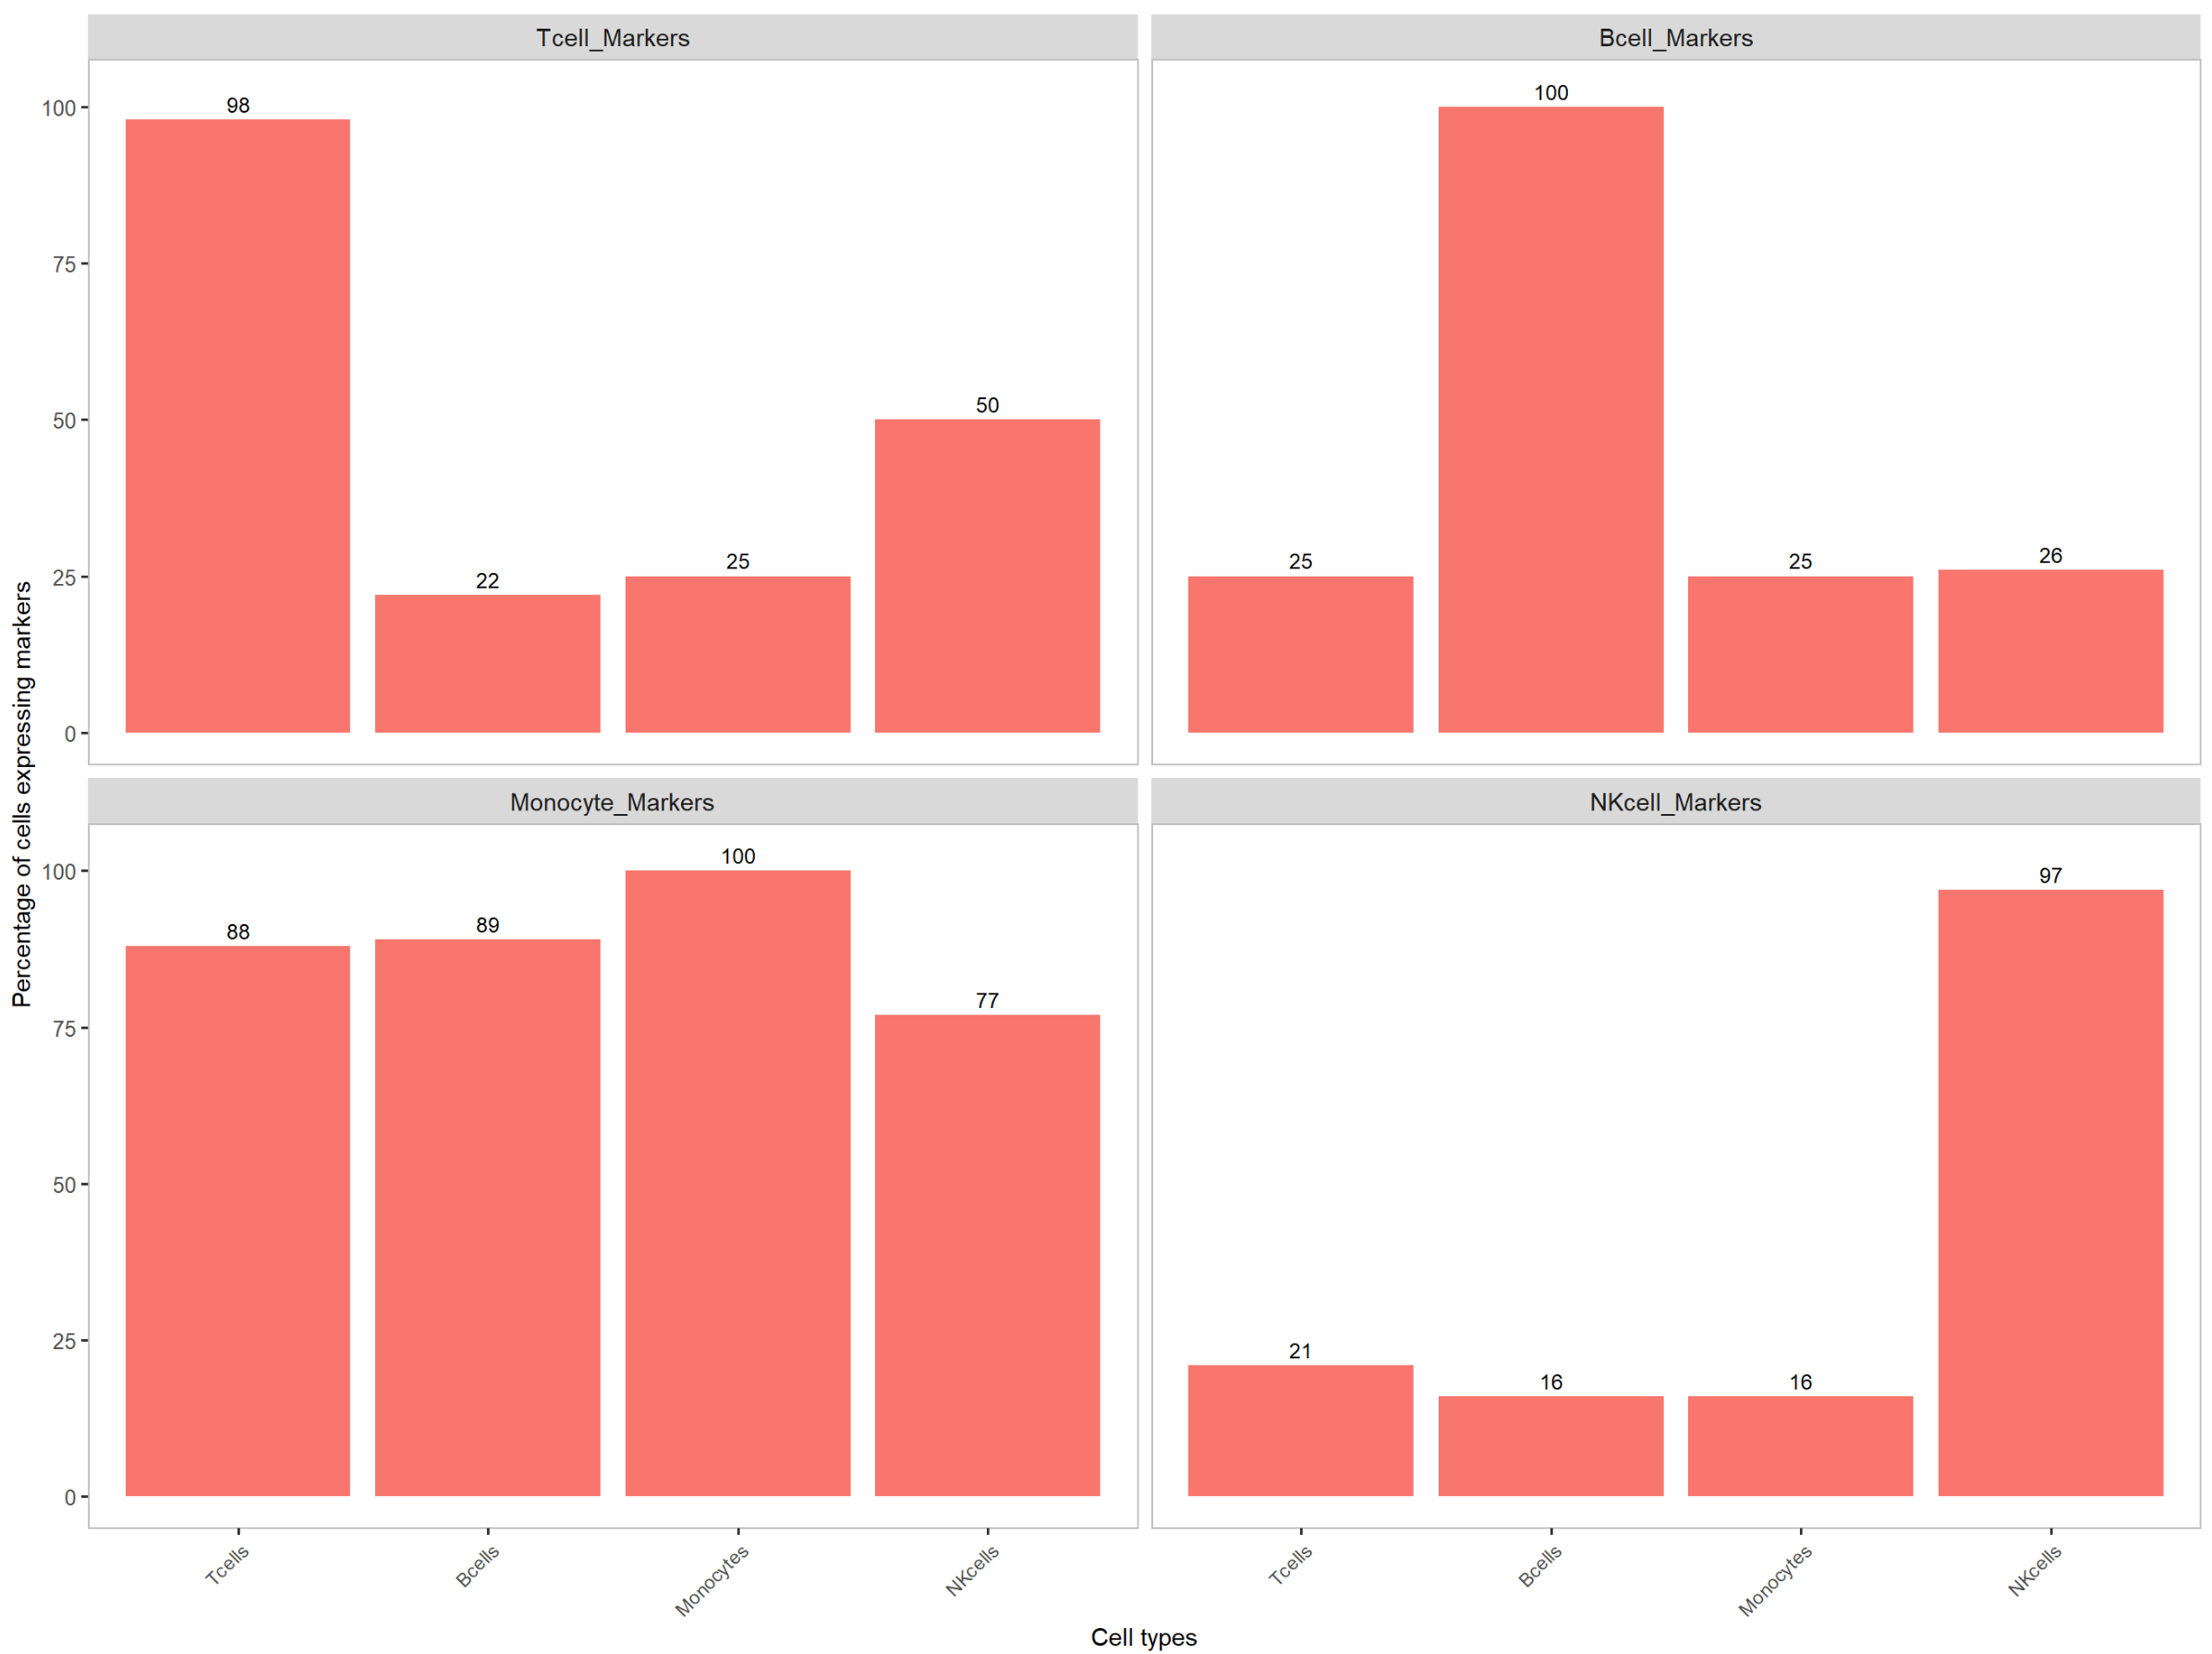 Tcell_Markers
Bcell_Markers
98
22
25
50
25
100
25
26
100
75
50
25
0
Percentage of cells expressing markers
Monocyte_Markers
NKcell_Markers
88
89
100
77
21
16
16
97
100
75
50
25
0
Tcells
Bcells
Monocytes
NKcells
Tcells
Bcells
Monocytes
NKcells
Cell types